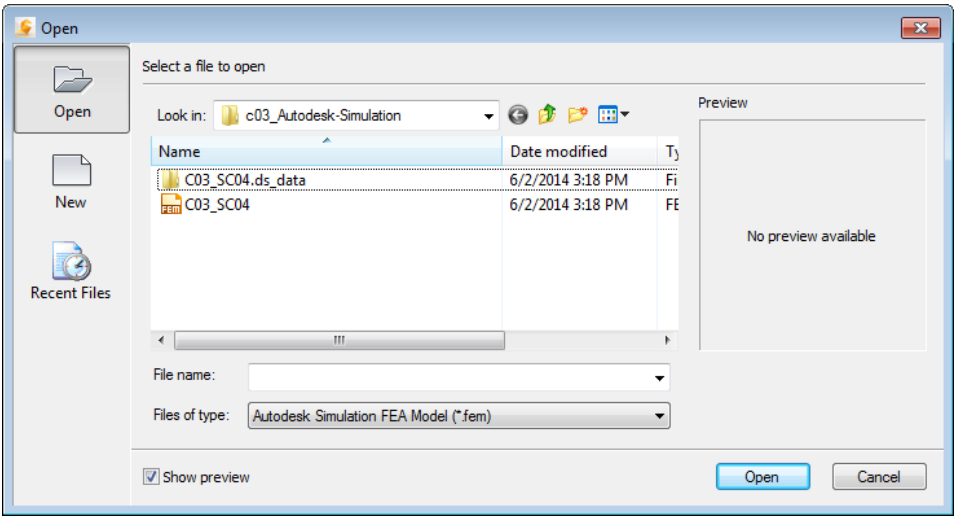 Open
Open
New
Recent Files
Select a file to open
Look in: c03_Autodesk-Simulation
Name Date modified Ty
C03_SC04.ds_data 6/2/2014 3:18 PM Fi
FEM C03_SC04 6/2/2014 3:18 PM FE
File name:
Files of type: Autodesk Simulation FEA Model (*.fem)
Preview
No preview available
Show preview
Open Cancel